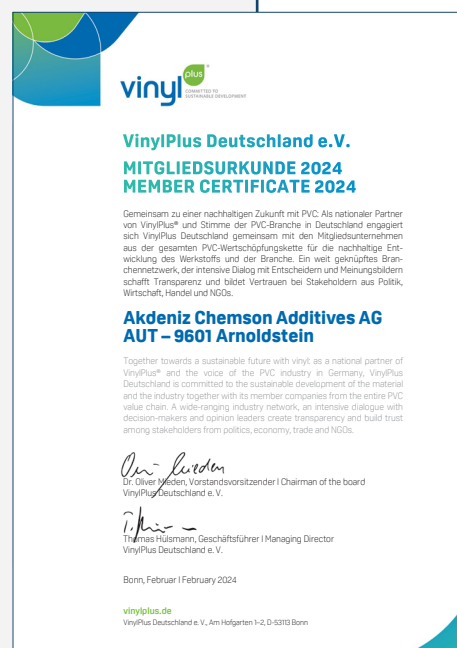 vinyl plus ®
COMMITTED TO
SUSTAINABLE DEVELOPMENT
VinylPlus Deutschland e.V.
MITGLIEDSURKUNDE 2024
MEMBER CERTIFICATE 2024
Gemeinsam zu einer nachhaltigen Zukunft mit PVC: Als nationaler Partner
von VinylPlus® und Stimme der PVC-Branche in Deutschland engagiert
sich VinylPlus Deutschland gemeinsam mit den Mitgliedsunternehmen
aus der gesamten PVC-Wertschöpfungskette für die nachhaltige Ent-
wicklung des Werkstoffs und der Branche. Ein weit geknüpftes Bran-
chennetzwerk, der intensive Dialog mit Entscheidern und Meinungsbildern
schafft Transparenz und bildet Vertrauen bei Stakeholdern aus Politik,
Wirtschaft, Handel und NGOs.
Akdeniz Chemson Additives AG
AUT – 9601 Arnoldstein
Together towards a sustainable future with vinyt as a national partner of
VinylPlus® and the voice of the PVC industry in Germany, VinylPlus
Deutschland is committed to the sustainable development of the material
and the industry together with its member companies from the entire PVC
value chain. A wide-ranging industry network, an intensive dialogue with
decision-makers and opinion leaders create transparency and build trust
among stakeholders from politics, economy, trade and NGOs.
Dr. Oliver Mieden, Vorstandsvorsitzender I Chairman of the board
VinylPlus Deutschland e. V.
Thomas Hülsmann, Geschäftsführer I Managing Director
VinylPlus Deutschland e. V.
Bonn, Februar I February 2024
vinylplus.de
VinylPlus Deutschland e. V., Am Hofgarten 1–2, D-53113 Bonn